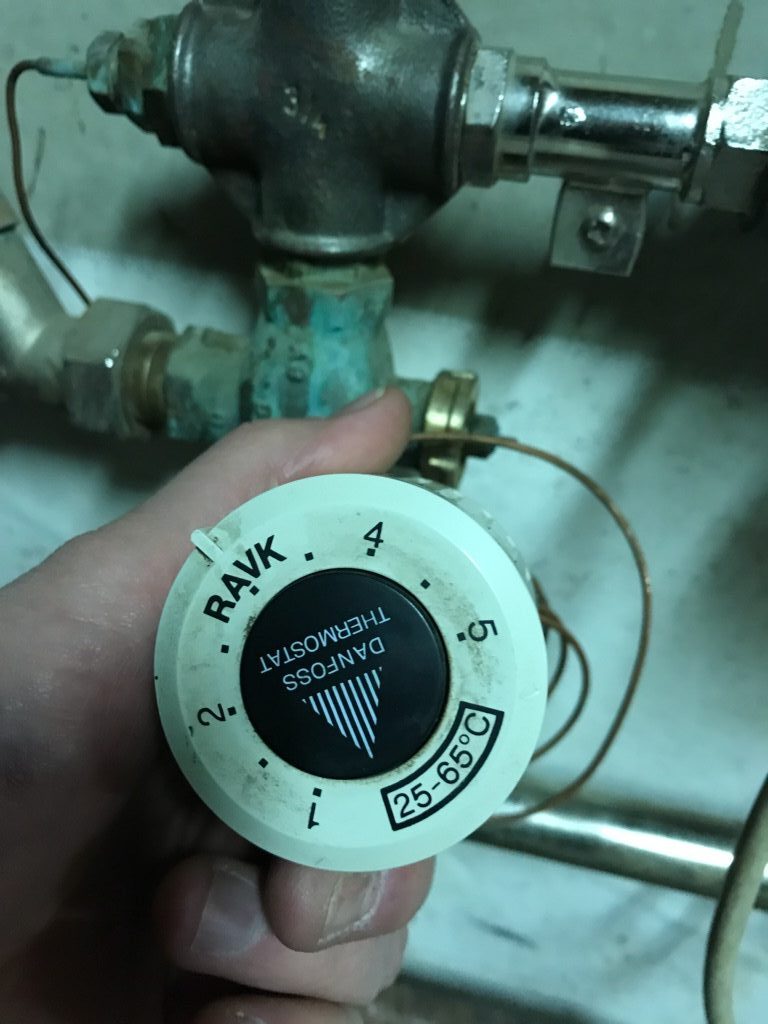 3/4
RAVK
4
5
25-65°C
1
2
DANFOSS
THERMOSTAT